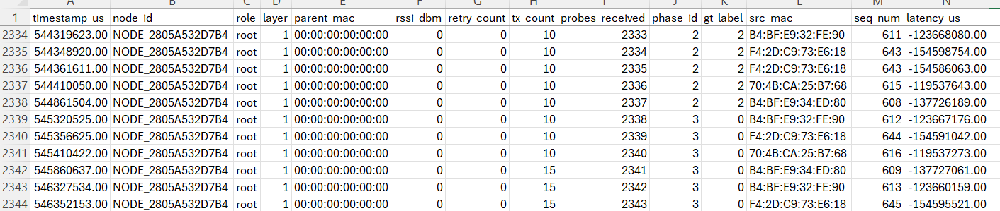 A B C D E F G H I J K L M N
1 timestamp_us node_id role layer parent_mac rssi_dbm retry_count tx_count probes_received phase_id gt_label src_mac seq_num latency_us
2334 544319623.00 NODE_2805A532D7B4 root 1 00:00:00:00:00:00 0 0 10 2333 2 2 B4:BF:E9:32:FE:90 611 -123668080.00
2335 544348920.00 NODE_2805A532D7B4 root 1 00:00:00:00:00:00 0 0 10 2334 2 2 F4:2D:C9:73:E6:18 643 -154598754.00
2336 544361611.00 NODE_2805A532D7B4 root 1 00:00:00:00:00:00 0 0 10 2335 2 2 F4:2D:C9:73:E6:18 643 -154586063.00
2337 544410050.00 NODE_2805A532D7B4 root 1 00:00:00:00:00:00 0 0 10 2336 2 2 70:4B:CA:25:B7:68 615 -119537643.00
2338 544861504.00 NODE_2805A532D7B4 root 1 00:00:00:00:00:00 0 0 10 2337 2 2 B4:BF:E9:34:ED:80 608 -137726189.00
2339 545320525.00 NODE_2805A532D7B4 root 1 00:00:00:00:00:00 0 0 10 2338 3 0 B4:BF:E9:32:FE:90 612 -123667176.00
2340 545356625.00 NODE_2805A532D7B4 root 1 00:00:00:00:00:00 0 0 10 2339 3 0 F4:2D:C9:73:E6:18 644 -154591042.00
2341 545410422.00 NODE_2805A532D7B4 root 1 00:00:00:00:00:00 0 0 10 2340 3 0 70:4B:CA:25:B7:68 616 -119537273.00
2342 545860637.00 NODE_2805A532D7B4 root 1 00:00:00:00:00:00 0 0 15 2341 3 0 B4:BF:E9:34:ED:80 609 -137727061.00
2343 546327534.00 NODE_2805A532D7B4 root 1 00:00:00:00:00:00 0 0 15 2342 3 0 B4:BF:E9:32:FE:90 613 -123660159.00
2344 546352153.00 NODE_2805A532D7B4 root 1 00:00:00:00:00:00 0 0 15 2343 3 0 F4:2D:C9:73:E6:18 645 -154595521.00